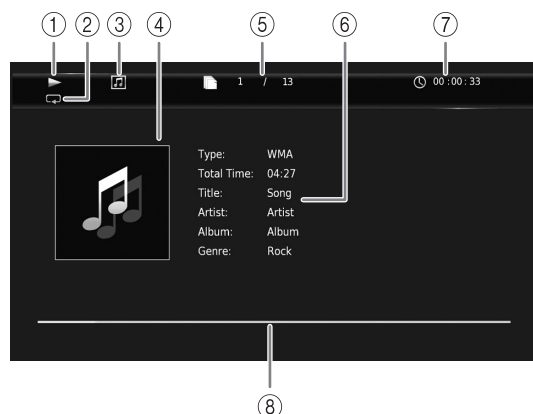 ① ② ③ ④ ⑤ ⑥ ⑦
1 / 13 00:00:33
Type: WMA
Total Time: 04:27
Title: Song
Artist: Artist
Album: Album
Genre: Rock
⑧